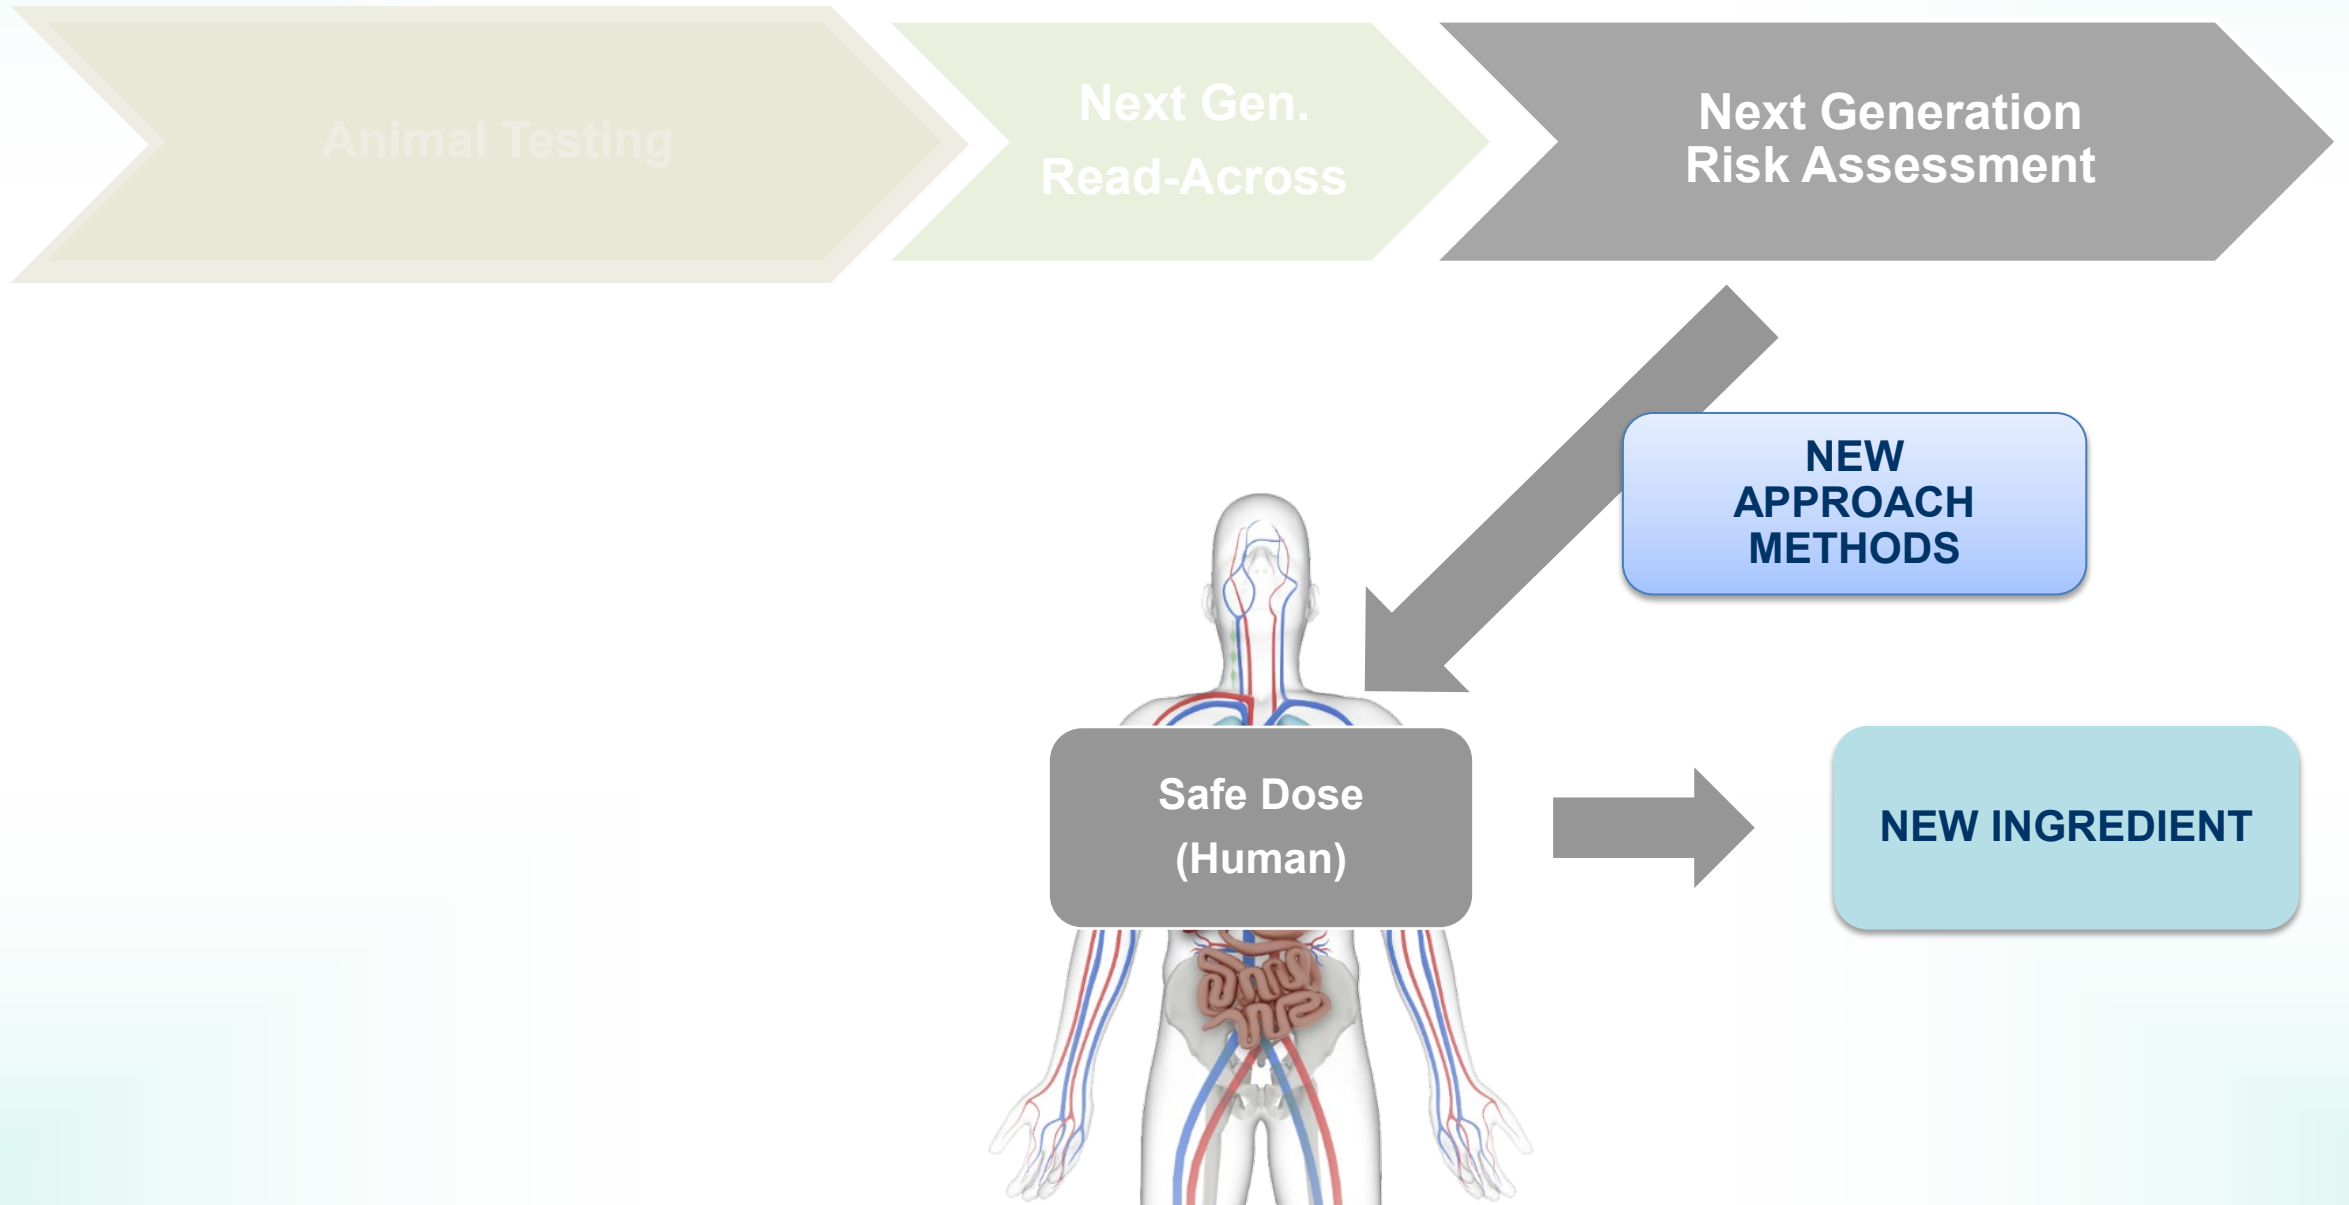 Animal Testing
Next Gen.
Read-Across
Next Generation
Risk Assessment
NEW
APPROACH
METHODS
Safe Dose
(Human)
NEW INGREDIENT